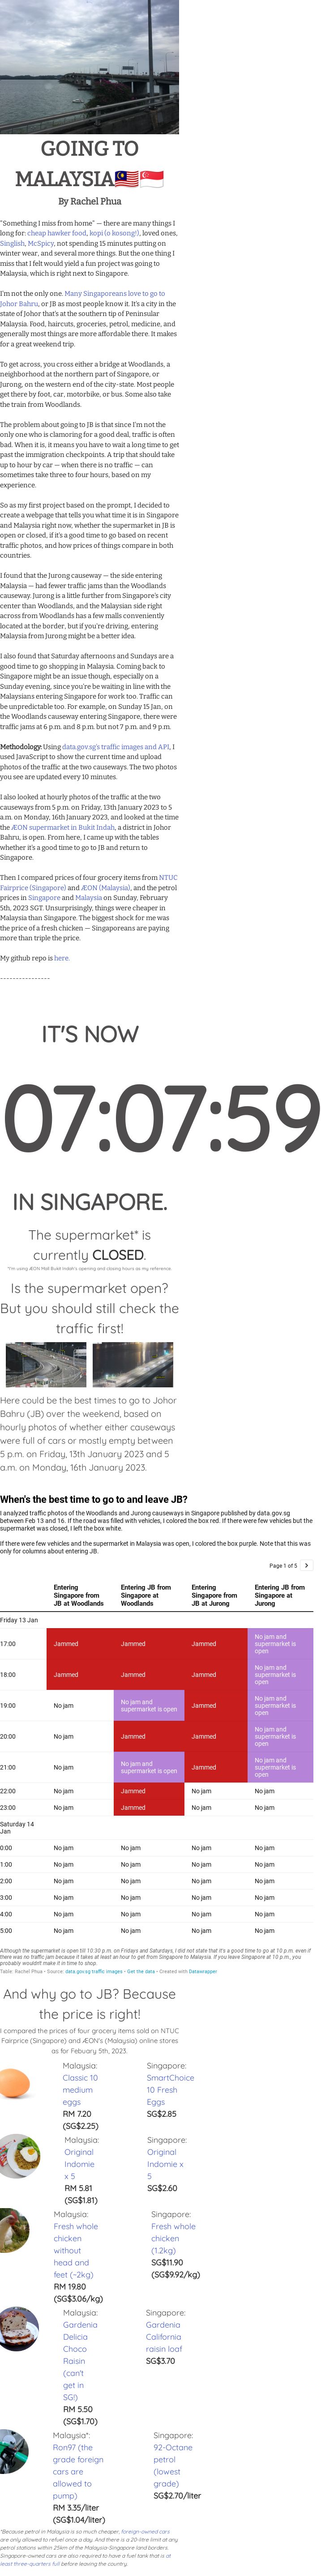 GOING TO
MALAYSIA🇲🇾🇸🇬
By Rachel Phua
"Something I miss from home" — there are many things I
long for: cheap hawker food, kopi (o kosong!), loved ones,
Singlish, McSpicy, not spending 15 minutes putting on
winter wear, and several more things. But the one thing I
miss that I felt would yield a fun project was going to
Malaysia, which is right next to Singapore.
I'm not the only one. Many Singaporeans love to go to
Johor Bahru, or JB as most people know it. It's a city in the
state of Johor that's at the southern tip of Peninsular
Malaysia. Food, haircuts, groceries, petrol, medicine, and
generally most things are more affordable there. It makes
for a great weekend trip.
To get across, you cross either a bridge at Woodlands, a
neighborhood at the northern part of Singapore, or
Jurong, on the western end of the city-state. Most people
get there by foot, car, motorbike, or bus. Some also take
the train from Woodlands.
The problem about going to JB is that since I'm not the
only one who is clamoring for a good deal, traffic is often
bad. When it is, it means you have to wait a long time to get
past the immigration checkpoints. A trip that should take
up to hour by car — when there is no traffic — can
sometimes take three to four hours, based on my
experience.
So as my first project based on the prompt, I decided to
create a webpage that tells you what time it is in Singapore
and Malaysia right now, whether the supermarket in JB is
open or closed, if it's a good time to go based on recent
traffic photos, and how prices of things compare in both
countries.
I found that the Jurong causeway — the side entering
Malaysia — had fewer traffic jams than the Woodlands
causeway. Jurong is a little further from Singapore's city
center than Woodlands, and the Malaysian side right
across from Woodlands has a few malls conveniently
located at the border, but if you're driving, entering
Malaysia from Jurong might be a better idea.
I also found that Saturday afternoons and Sundays are a
good time to go shopping in Malaysia. Coming back to
Singapore might be an issue though, especially on a
Sunday evening, since you'd be waiting in line with the
Malaysians entering Singapore for work too. Traffic can
be unpredictable too. For example, on Sunday 15 Jan, on
the Woodlands causeway entering Singapore, there were
traffic jams at 6 p.m. and 8 p.m. but not 7 p.m. and 9 p.m.
Methodology: Using data.gov.sg's traffic images and API, I
used JavaScript to show the current time and upload
photos of the traffic at the two causeways. The two photos
you see are updated every 10 minutes.
I also looked at hourly photos of the traffic at the two
causeways from 5 p.m. on Friday, 13th January 2023 to 5
a.m. on Monday, 16th January 2023, and looked at the time
the ÆON supermarket in Bukit Indah, a district in Johor
Bahru, is open. From here, I came up with the tables
whether it's a good time to go to the JB and return to
Singapore.
Then I compared prices of four grocery items from NTUC
Fairprice (Singapore) and ÆON (Malaysia), and the petrol
prices in Singapore and Malaysia on Sunday, February
5th, 2023 SGT. Unsurprisingly, things were cheaper in
Malaysia than Singapore. The biggest shock for me was
the price of a fresh chicken — Singaporeans are paying
more than triple the price.
My github repo is here.
----------------
IT'S NOW
07:07:59
IN SINGAPORE.
The supermarket* is
currently CLOSED.
*I'm using ÆON Mall Bukit Indah's opening and closing hours as my reference.
Is the supermarket open?
But you should still check the
traffic first!
Here could be the best times to go to Johor
Bahru (JB) over the weekend, based on
hourly photos of whether either causeways
were full of cars or mostly empty between
5 p.m. on Friday, 13th January 2023 and 5
a.m. on Monday, 16th January 2023.
When's the better time to go to and leave JB?
I analyzed traffic photos of the Woodlands and Jurong causeways in Singapore published by data.gov.sg
between Feb 13 and 16. If the road was filled with vehicles, I colored the box red. If there were few vehicles but the
supermarket was closed, I left the box white.
If there were few vehicles and the supermarket in Malaysia was open, I colored the box purple. Note that this was
only for columns about entering JB.
Page 1 of 5 >
Entering Singapore from JB at Woodlands	Entering JB from Singapore at Woodlands	Entering Singapore from JB at Jurong	Entering JB from Singapore at Jurong
Friday 13 Jan
17:00 Jammed Jammed Jammed No jam and supermarket is open
18:00 Jammed Jammed Jammed No jam and supermarket is open
19:00 No jam No jam and supermarket is open Jammed No jam and supermarket is open
20:00 No jam Jammed Jammed No jam and supermarket is open
21:00 No jam No jam and supermarket is open Jammed No jam and supermarket is open
22:00 No jam Jammed No jam No jam
23:00 No jam Jammed No jam No jam
Saturday 14 Jan
0:00 No jam No jam No jam No jam
1:00 No jam No jam No jam No jam
2:00 No jam No jam No jam No jam
3:00 No jam No jam No jam No jam
4:00 No jam No jam No jam No jam
5:00 No jam No jam No jam No jam
Although the supermarket is open till 10:30 p.m. on Fridays and Saturdays, I did not state that it's a good time to go at 10 p.m. even if
there was no traffic jam because it takes at least an hour to get from Singapore to Malaysia. If you leave Singapore at 10 p.m., you
probably wouldn't make it in time to shop.
Table: Rachel Phua • Source: data.gov.sg traffic images • Get the data • Created with Datawrapper
And why go to JB? Because
the price is right!
I compared the prices of four grocery items sold on NTUC
Fairprice (Singapore) and ÆON's (Malaysia) online stores
as for Febuary 5th, 2023.
Malaysia:
Classic 10
medium
eggs
RM 7.20
(SG$2.25)
Singapore:
SmartChoice
10 Fresh
Eggs
SG$2.85
Malaysia:
Original
Indomie
x 5
RM 5.81
(SG$1.81)
Singapore:
Original
Indomie x
5
SG$2.60
Malaysia:
Fresh whole
chicken
without
head and
feet (~2kg)
RM 19.80
(SG$3.06/kg)
Singapore:
Fresh whole
chicken
(1.2kg)
SG$11.90
(SG$9.92/kg)
Malaysia:
Gardenia
Delicia
Choco
Raisin
(can't
get in
SG!)
RM 5.50
(SG$1.70)
Singapore:
Gardenia
California
raisin loaf
SG$3.70
Malaysia*:
Ron97 (the
grade foreign
cars are
allowed to
pump)
RM 3.35/liter
(SG$1.04/liter)
Singapore:
92-Octane
petrol
(lowest
grade)
SG$2.70/liter
*Because petrol in Malaysia is so much cheaper, foreign-owned cars
are only allowed to refuel once a day. And there is a 20-litre limit at any
petrol stations within 25km of the Malaysia-Singapore land borders.
Singapore-owned cars are also required to have a fuel tank that is at
least three-quarters full before leaving the country.